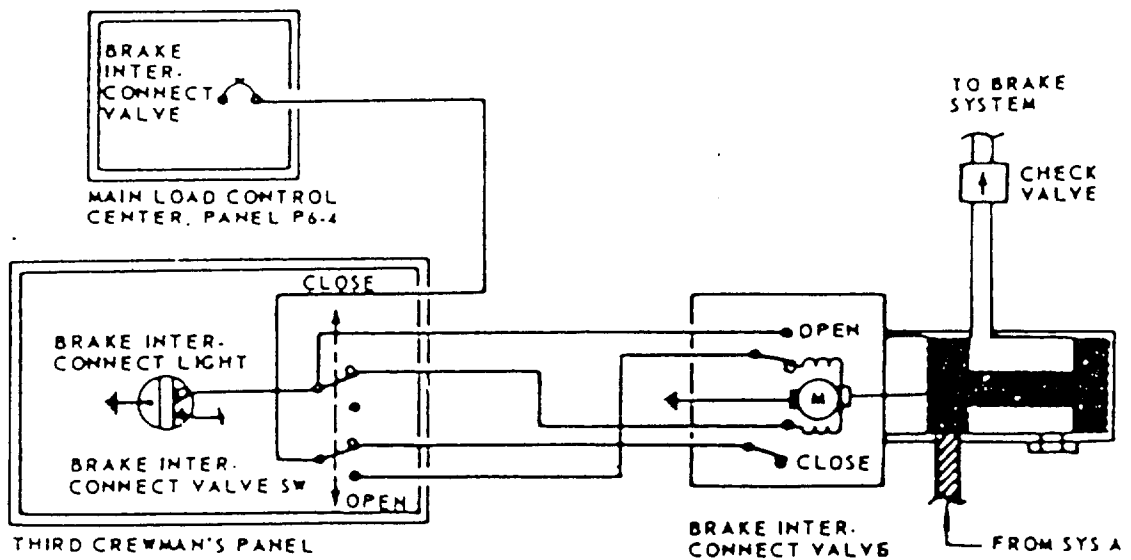 BRAKE
INTER-
CONNECT
VALVE
MAIN LOAD CONTROL
CENTER, PANEL P6-4
TO BRAKE
SYSTEM
CHECK
VALVE
CLOSE
BRAKE INTER-
CONNECT LIGHT
BRAKE INTER-
CONNECT VALVE SW
OPEN
THIRD CREWMAN'S PANEL
OPEN
M
CLOSE
BRAKE INTER-
CONNECT VALVE
FROM SYS A